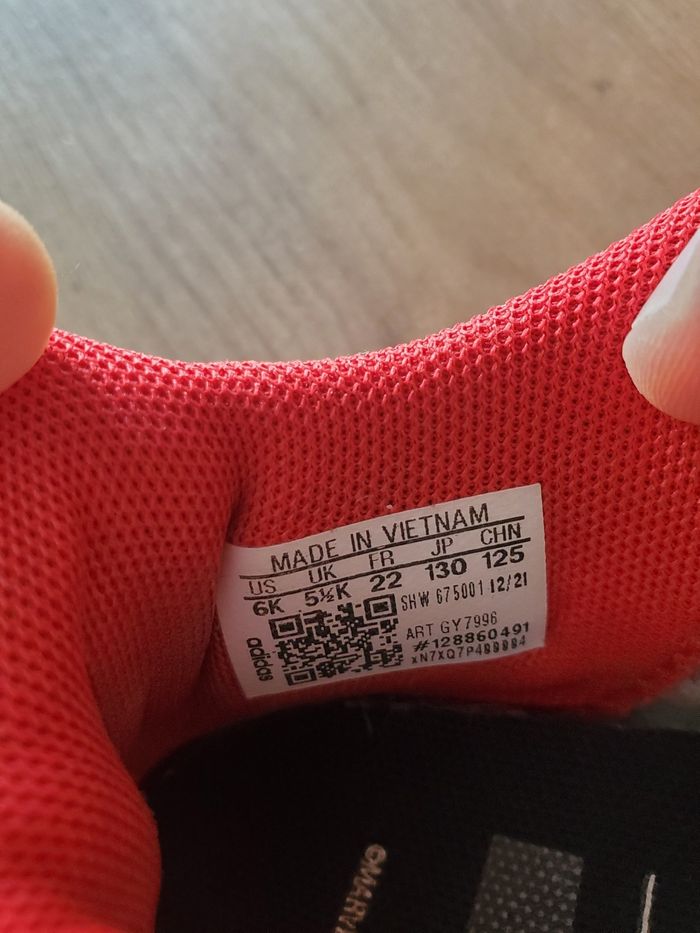 MADE IN VIETNAM
US UK FR JP CHN
6K 5½K 22 130 125
SHW 675001 12/21
ART GY7996
#128860491
adidas
©MARV